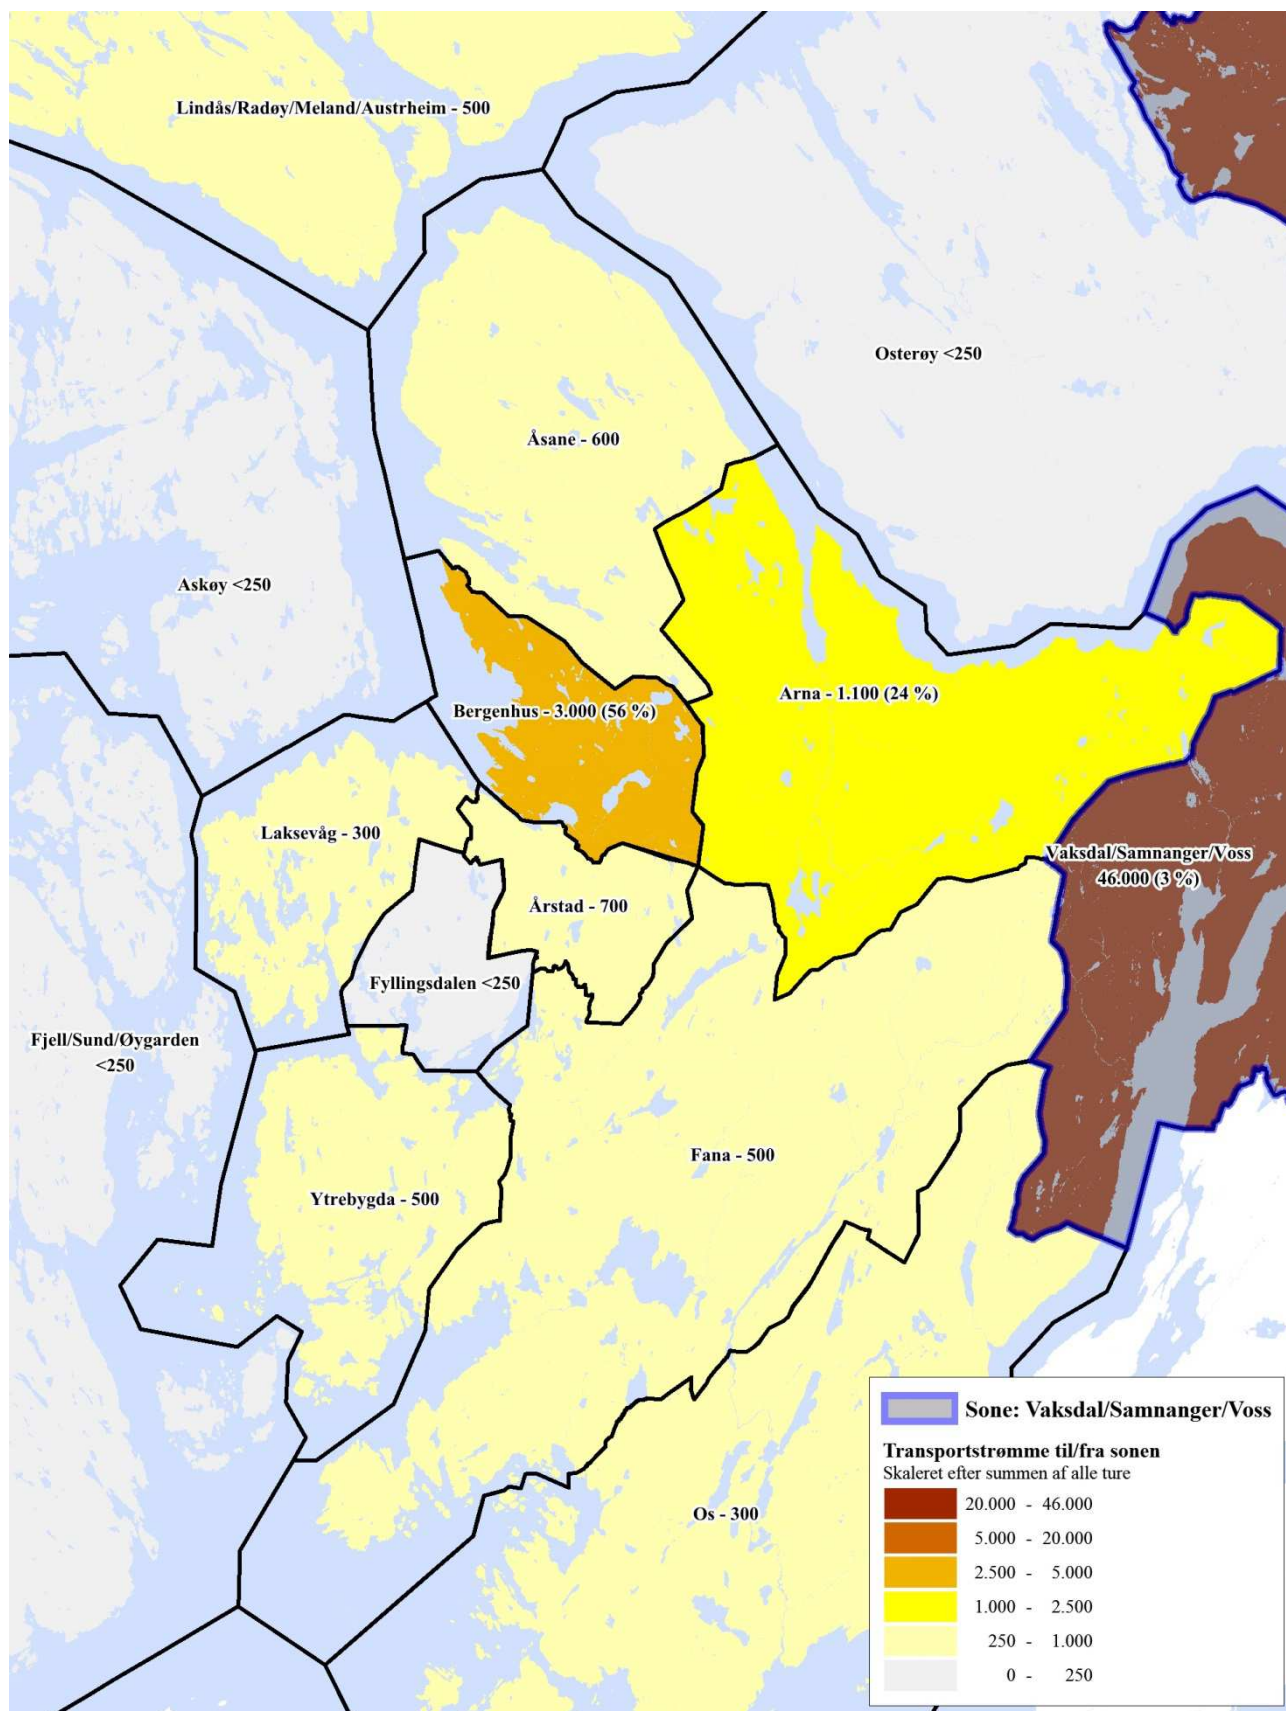 Lindås/Radøy/Meland/Austrheim - 500
Osterøy <250
Åsane - 600
Askøy <250
Arna - 1.100 (24 %)
Bergenhus - 3.000 (56 %)
Laksevåg - 300
Vaksdal/Samnanger/Voss
46.000 (3 %)
Årstad - 700
Fyllingsdalen <250
Fjell/Sund/Øygarden
<250
Fana - 500
Ytrebygda - 500
Os - 300
Sone: Vaksdal/Samnanger/Voss
Transportstrømme til/fra sonen
Skaleret efter summen af alle ture
20.000 - 46.000
5.000 - 20.000
2.500 - 5.000
1.000 - 2.500
250 - 1.000
0 - 250